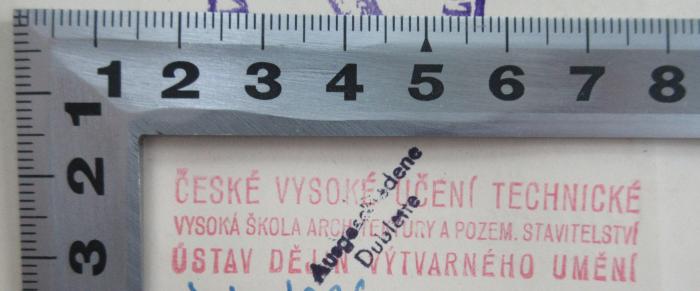 1 2 3 4 5 6 7 8
1
2
3
ČESKÉ VYSOKÉ UČENÍ TECHNICKÉ
VYSOKÁ ŠKOLA ARCHITEKTURY A POZEM. STAVITELSTVÍ
ÚSTAV DĚJIN VÝTVARNÉHO UMĚNÍ
Ausgeschiedene
Dublette